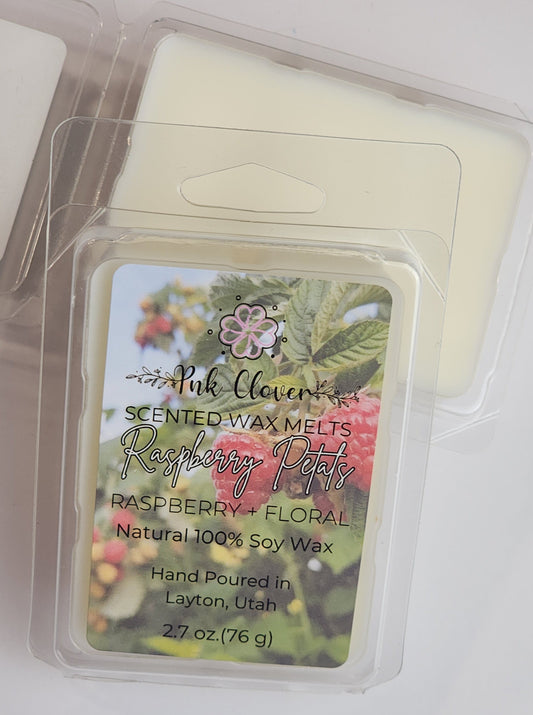 Pnk Clover
SCENTED WAX MELTS
Raspberry Petals
RASPBERRY + FLORAL
Natural 100% Soy Wax
Hand Poured in
Layton, Utah
2.7 oz.(76 g)